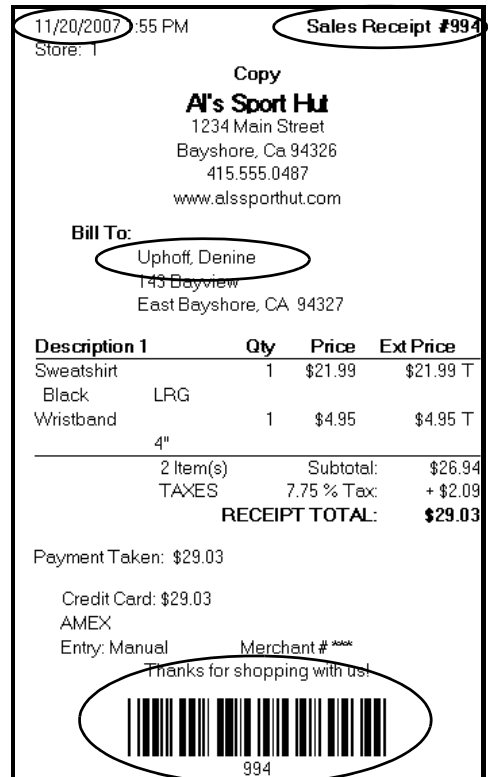 11/20/2007 :55 PM Sales Receipt #994
Store: 1
Copy
Al's Sport Hut
1234 Main Street
Bayshore, Ca 94326
415.555.0487
www.alssporthut.com
Bill To:
Uphoff, Denine
143 Bayview
East Bayshore, CA 94327
Description 1 Qty Price Ext Price
Sweatshirt 1 $21.99 $21.99 T
Black LRG
Wristband 1 $4.95 $4.95 T
4"
2 Item(s) Subtotal: $26.94
TAXES 7.75 % Tax: + $2.09
RECEIPT TOTAL: $29.03
Payment Taken: $29.03
Credit Card: $29.03
AMEX
Entry: Manual Merchant # ****
Thanks for shopping with us!
994